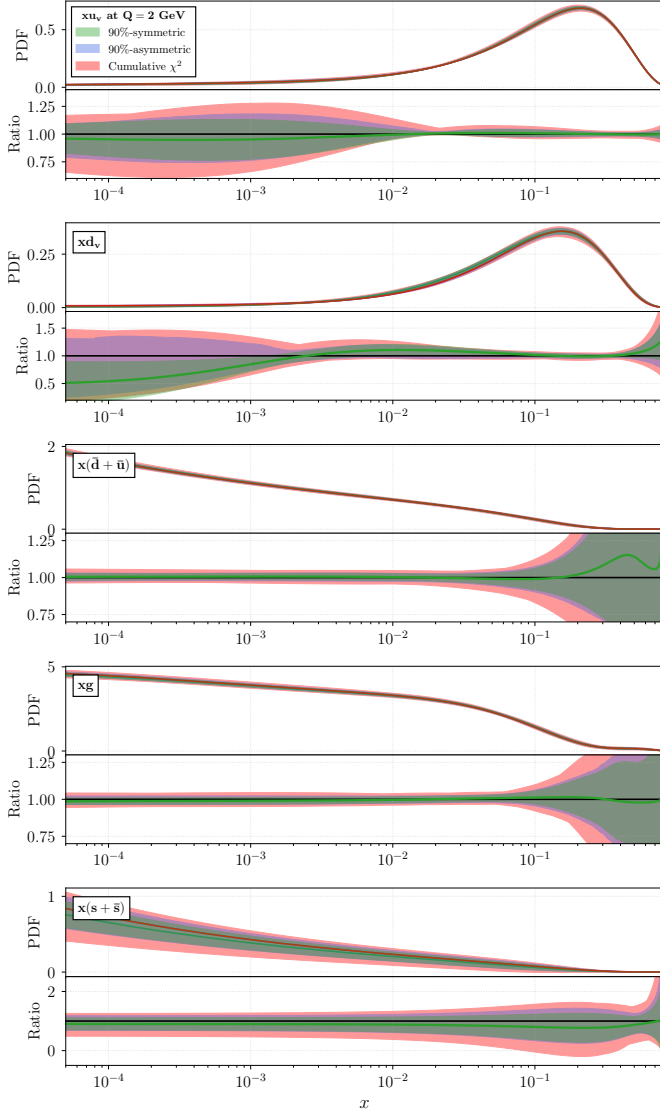 xu_v at Q = 2 GeV
90%-symmetric
90%-asymmetric
Cumulative χ²
PDF
0.5
0.0
Ratio
1.25
1.00
0.75
10⁻⁴ 10⁻³ 10⁻² 10⁻¹
xd_v
PDF
0.25
0.00
Ratio
1.5
1.0
0.5
10⁻⁴ 10⁻³ 10⁻² 10⁻¹
x(d̄ + ū)
PDF
2
0
Ratio
1.25
1.00
0.75
10⁻⁴ 10⁻³ 10⁻² 10⁻¹
xg
PDF
5
0
Ratio
1.25
1.00
0.75
10⁻⁴ 10⁻³ 10⁻² 10⁻¹
x(s + s̄)
PDF
1
0
Ratio
2
0
10⁻⁴ 10⁻³ 10⁻² 10⁻¹
x